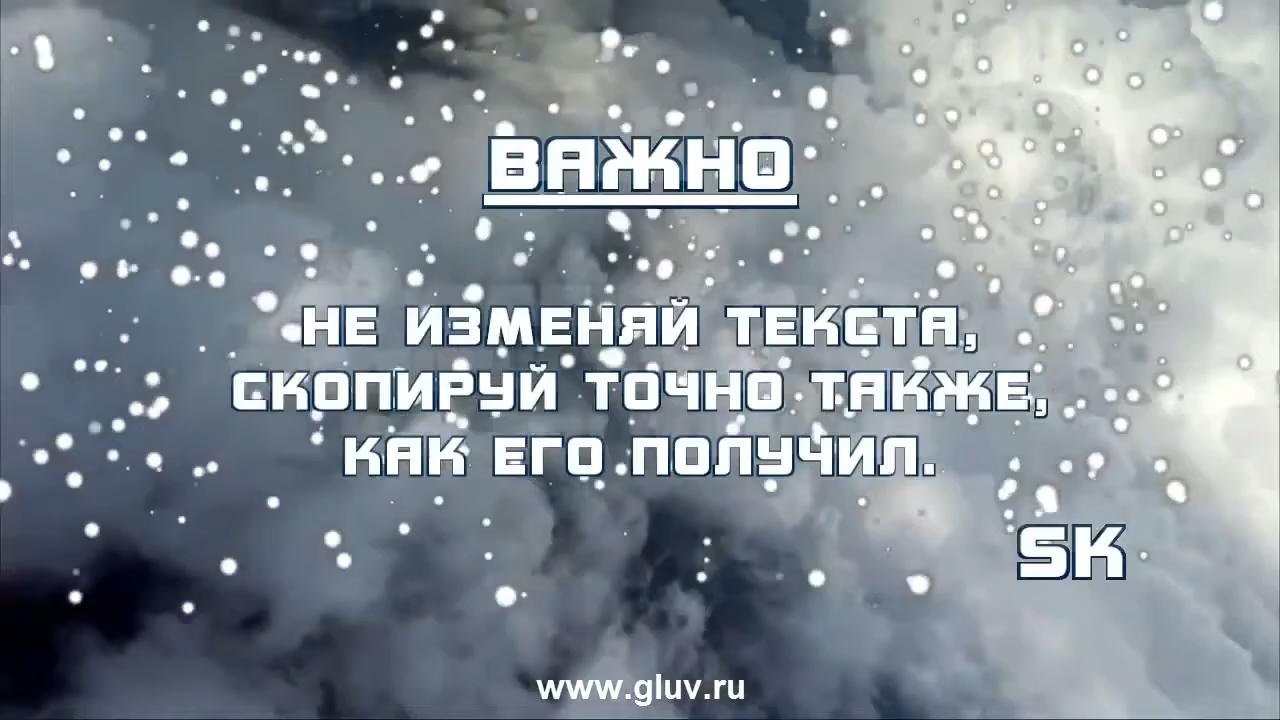 ВАЖНО
НЕ ИЗМЕНЯЙ ТЕКСТА,
СКОПИРУЙ ТОЧНО ТАКЖЕ,
КАК ЕГО ПОЛУЧИЛ.
SK
www.gluv.ru